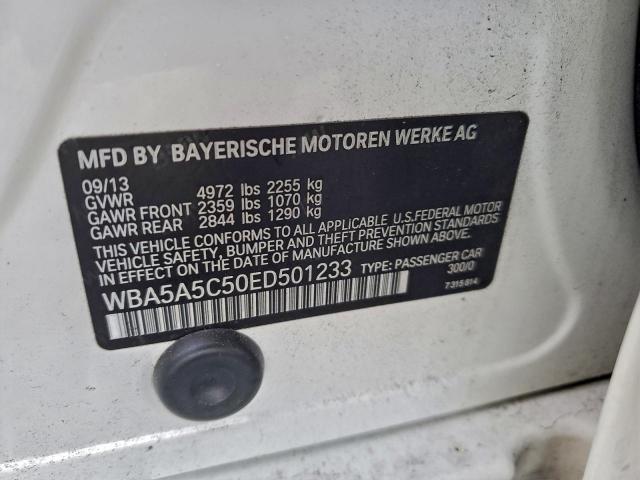 MFD BY BAYERISCHE MOTOREN WERKE AG
09/13
GVWR 4972 lbs 2255 kg
GAWR FRONT 2359 lbs 1070 kg
GAWR REAR 2844 lbs 1290 kg
THIS VEHICLE CONFORMS TO ALL APPLICABLE U.S.FEDERAL MOTOR
VEHICLE SAFETY, BUMPER AND THEFT PREVENTION STANDARDS
IN EFFECT ON THE DATE OF MANUFACTURE SHOWN ABOVE.
WBA5A5C50ED501233 TYPE: PASSENGER CAR
300/0
7315814